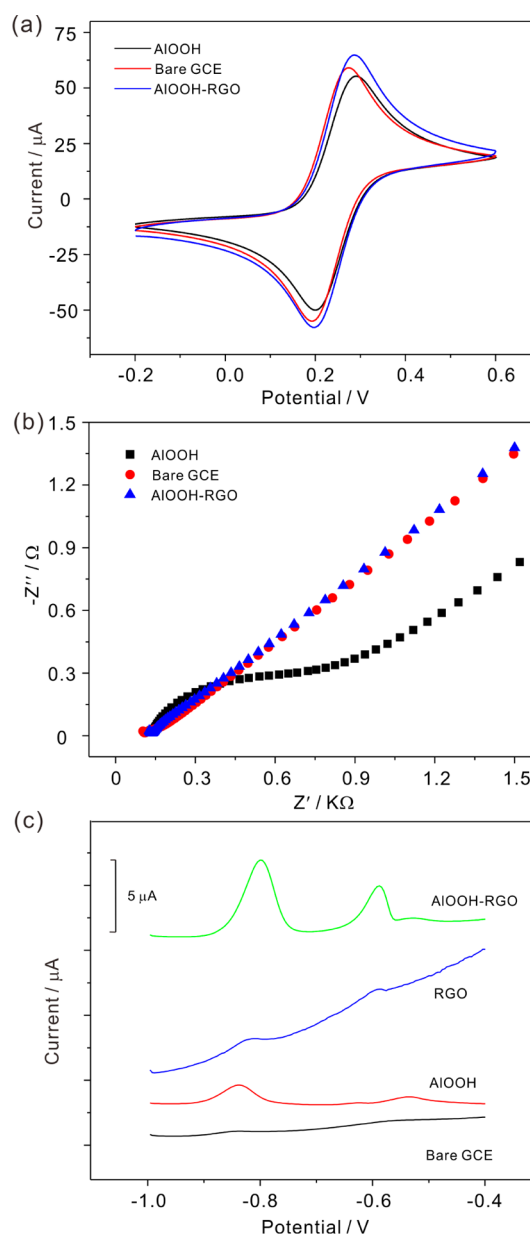 (a)
AlOOH
Bare GCE
AlOOH-RGO
75
50
25
0
-25
-50
Current / μA
-0.2 0.0 0.2 0.4 0.6
Potential / V
(b)
AlOOH
Bare GCE
AlOOH-RGO
1.5
1.2
0.9
0.6
0.3
0
-Z″ / Ω
0 0.3 0.6 0.9 1.2 1.5
Z′ / KΩ
(c)
5 μA
AlOOH-RGO
RGO
AlOOH
Bare GCE
Current / μA
-1.0 -0.8 -0.6 -0.4
Potential / V